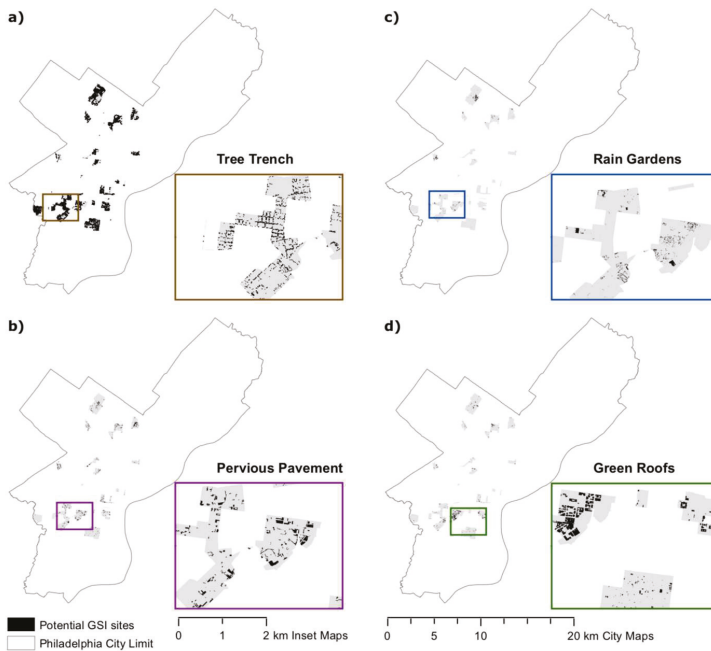 a)
c)
Tree Trench
Rain Gardens
b)
d)
Pervious Pavement
Green Roofs
Potential GSI sites
Philadelphia City Limit
0 1 2 km Inset Maps
0 5 10 20 km City Maps